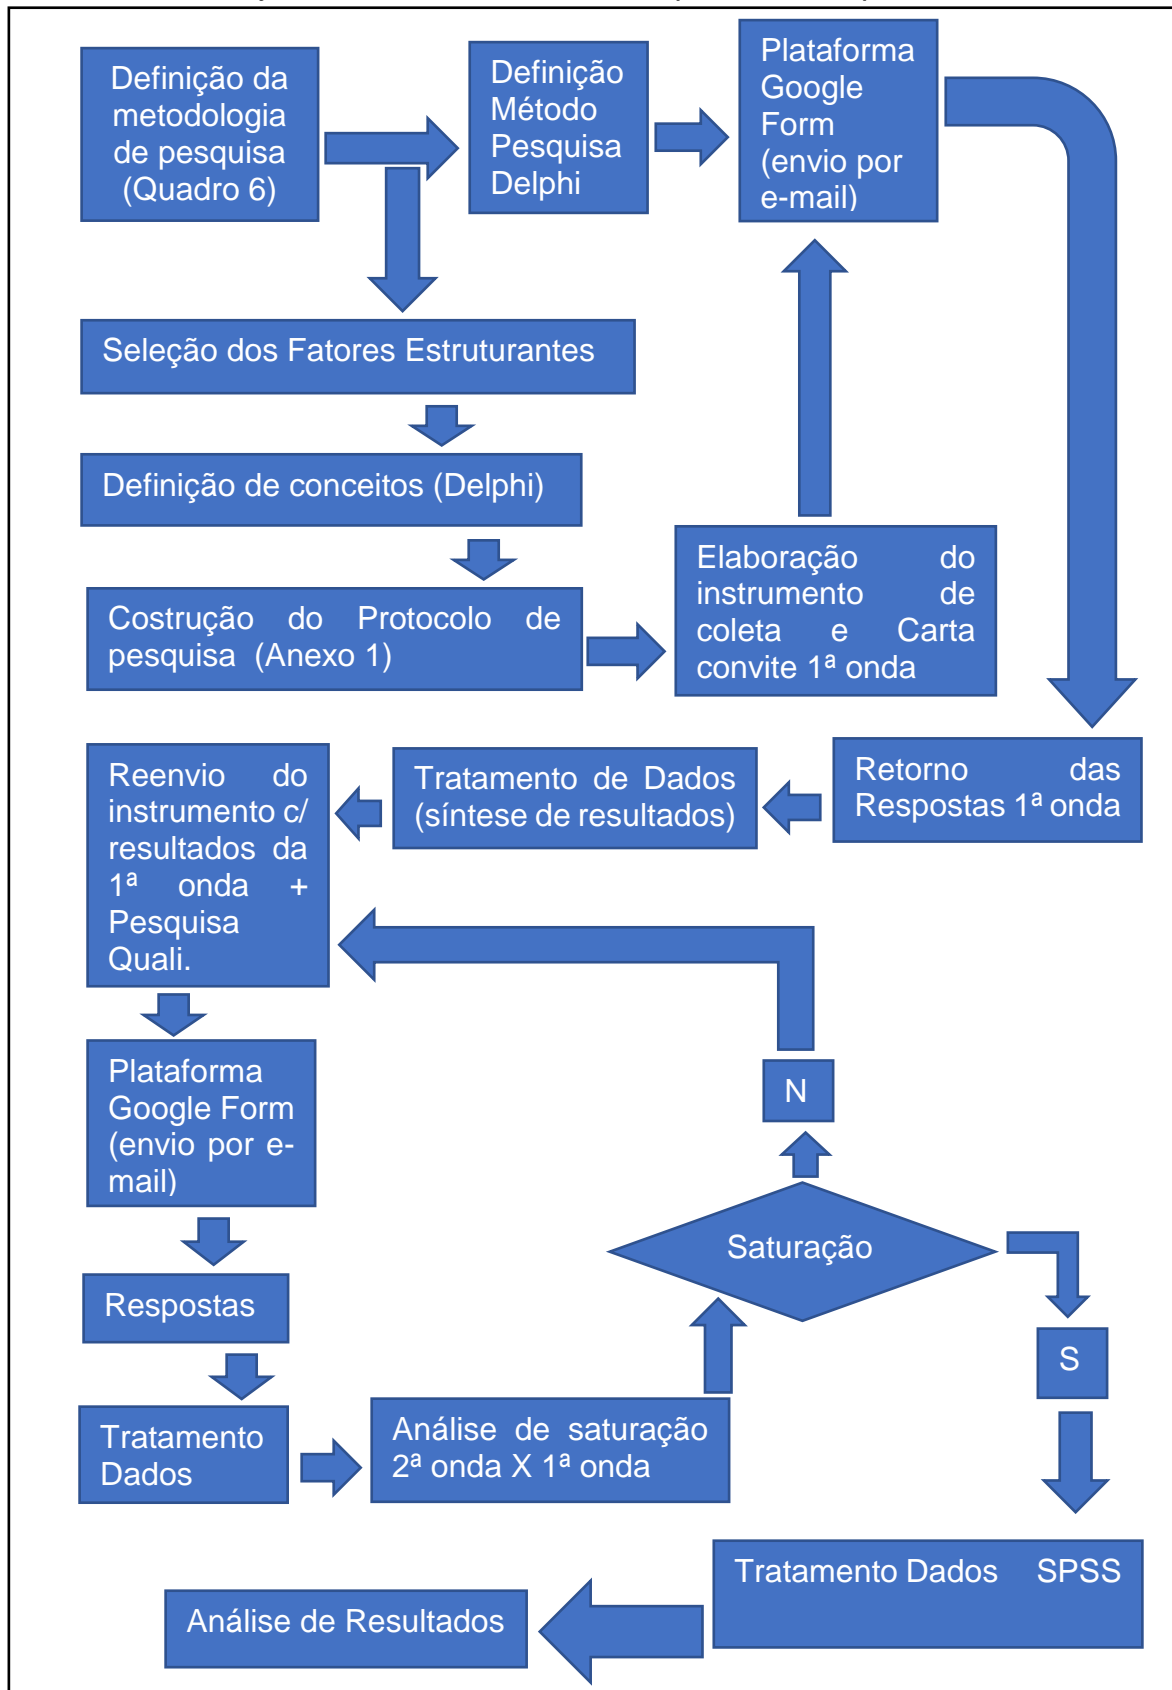 Definição da
metodologia
de pesquisa
(Quadro 6)
Definição
Método
Pesquisa
Delphi
Plataforma
Google
Form
(envio por
e-mail)
Seleção dos Fatores Estruturantes
Definição de conceitos (Delphi)
Costrução do Protocolo de
pesquisa (Anexo 1)
Elaboração do
instrumento de
coleta e Carta
convite 1ª onda
Retorno das
Respostas 1ª onda
Tratamento de Dados
(síntese de resultados)
Reenvio do
instrumento c/
resultados da
1ª onda +
Pesquisa
Quali.
Plataforma
Google Form
(envio por e-
mail)
Respostas
Tratamento
Dados
Análise de saturação
2ª onda X 1ª onda
Saturação
N
S
Tratamento Dados SPSS
Análise de Resultados